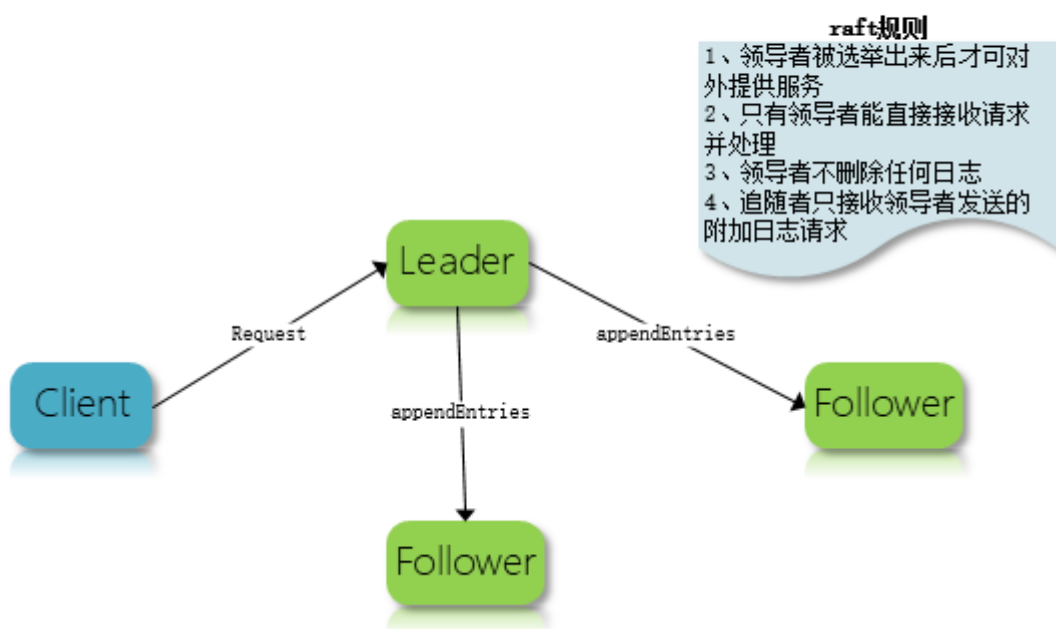 raft规则
1、领导者被选举出来后才可对
外提供服务
2、只有领导者能直接接收请求
并处理
3、领导者不删除任何日志
4、追随者只接收领导者发送的
附加日志请求
Leader
Request
appendEntries
Client
appendEntries
Follower
Follower